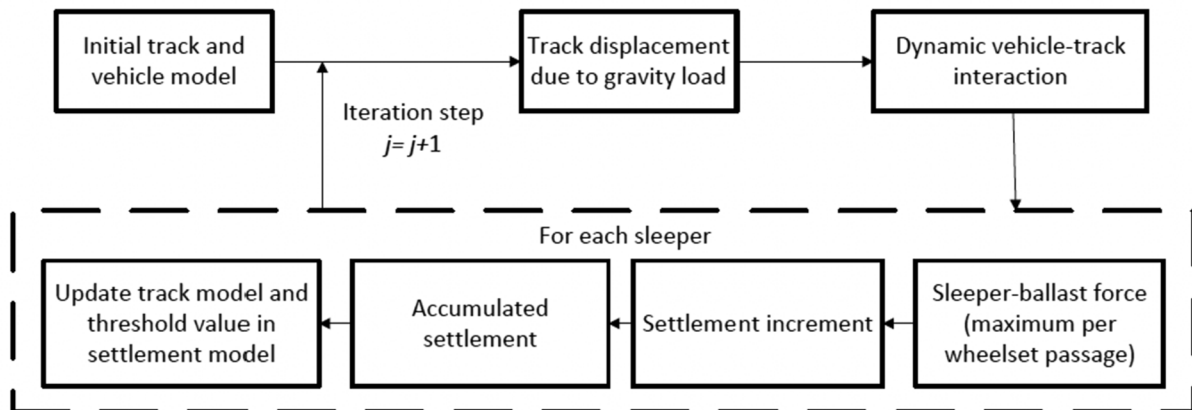 Initial track and
vehicle model
Track displacement
due to gravity load
Dynamic vehicle-track
interaction
Iteration step
j= j+1
For each sleeper
Update track model and
threshold value in
settlement model
Accumulated
settlement
Settlement increment
Sleeper-ballast force
(maximum per
wheelset passage)